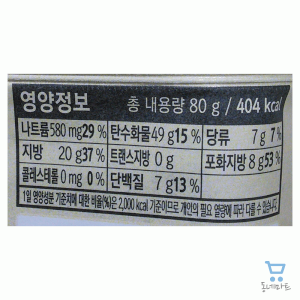 영양정보 총 내용량 80 g / 404 kcal
나트륨 580 mg 29 % 탄수화물 49 g 15 % 당류 7 g 7 %
지방 20 g 37 % 트랜스지방 0 g 포화지방 8 g 53 %
콜레스테롤 0 mg 0 % 단백질 7 g 13 %
1일 영양성분 기준치에 대한 비율(%)은 2,000 kcal 기준이므로 개인의 필요 열량에 따라 다를 수 있습니다.